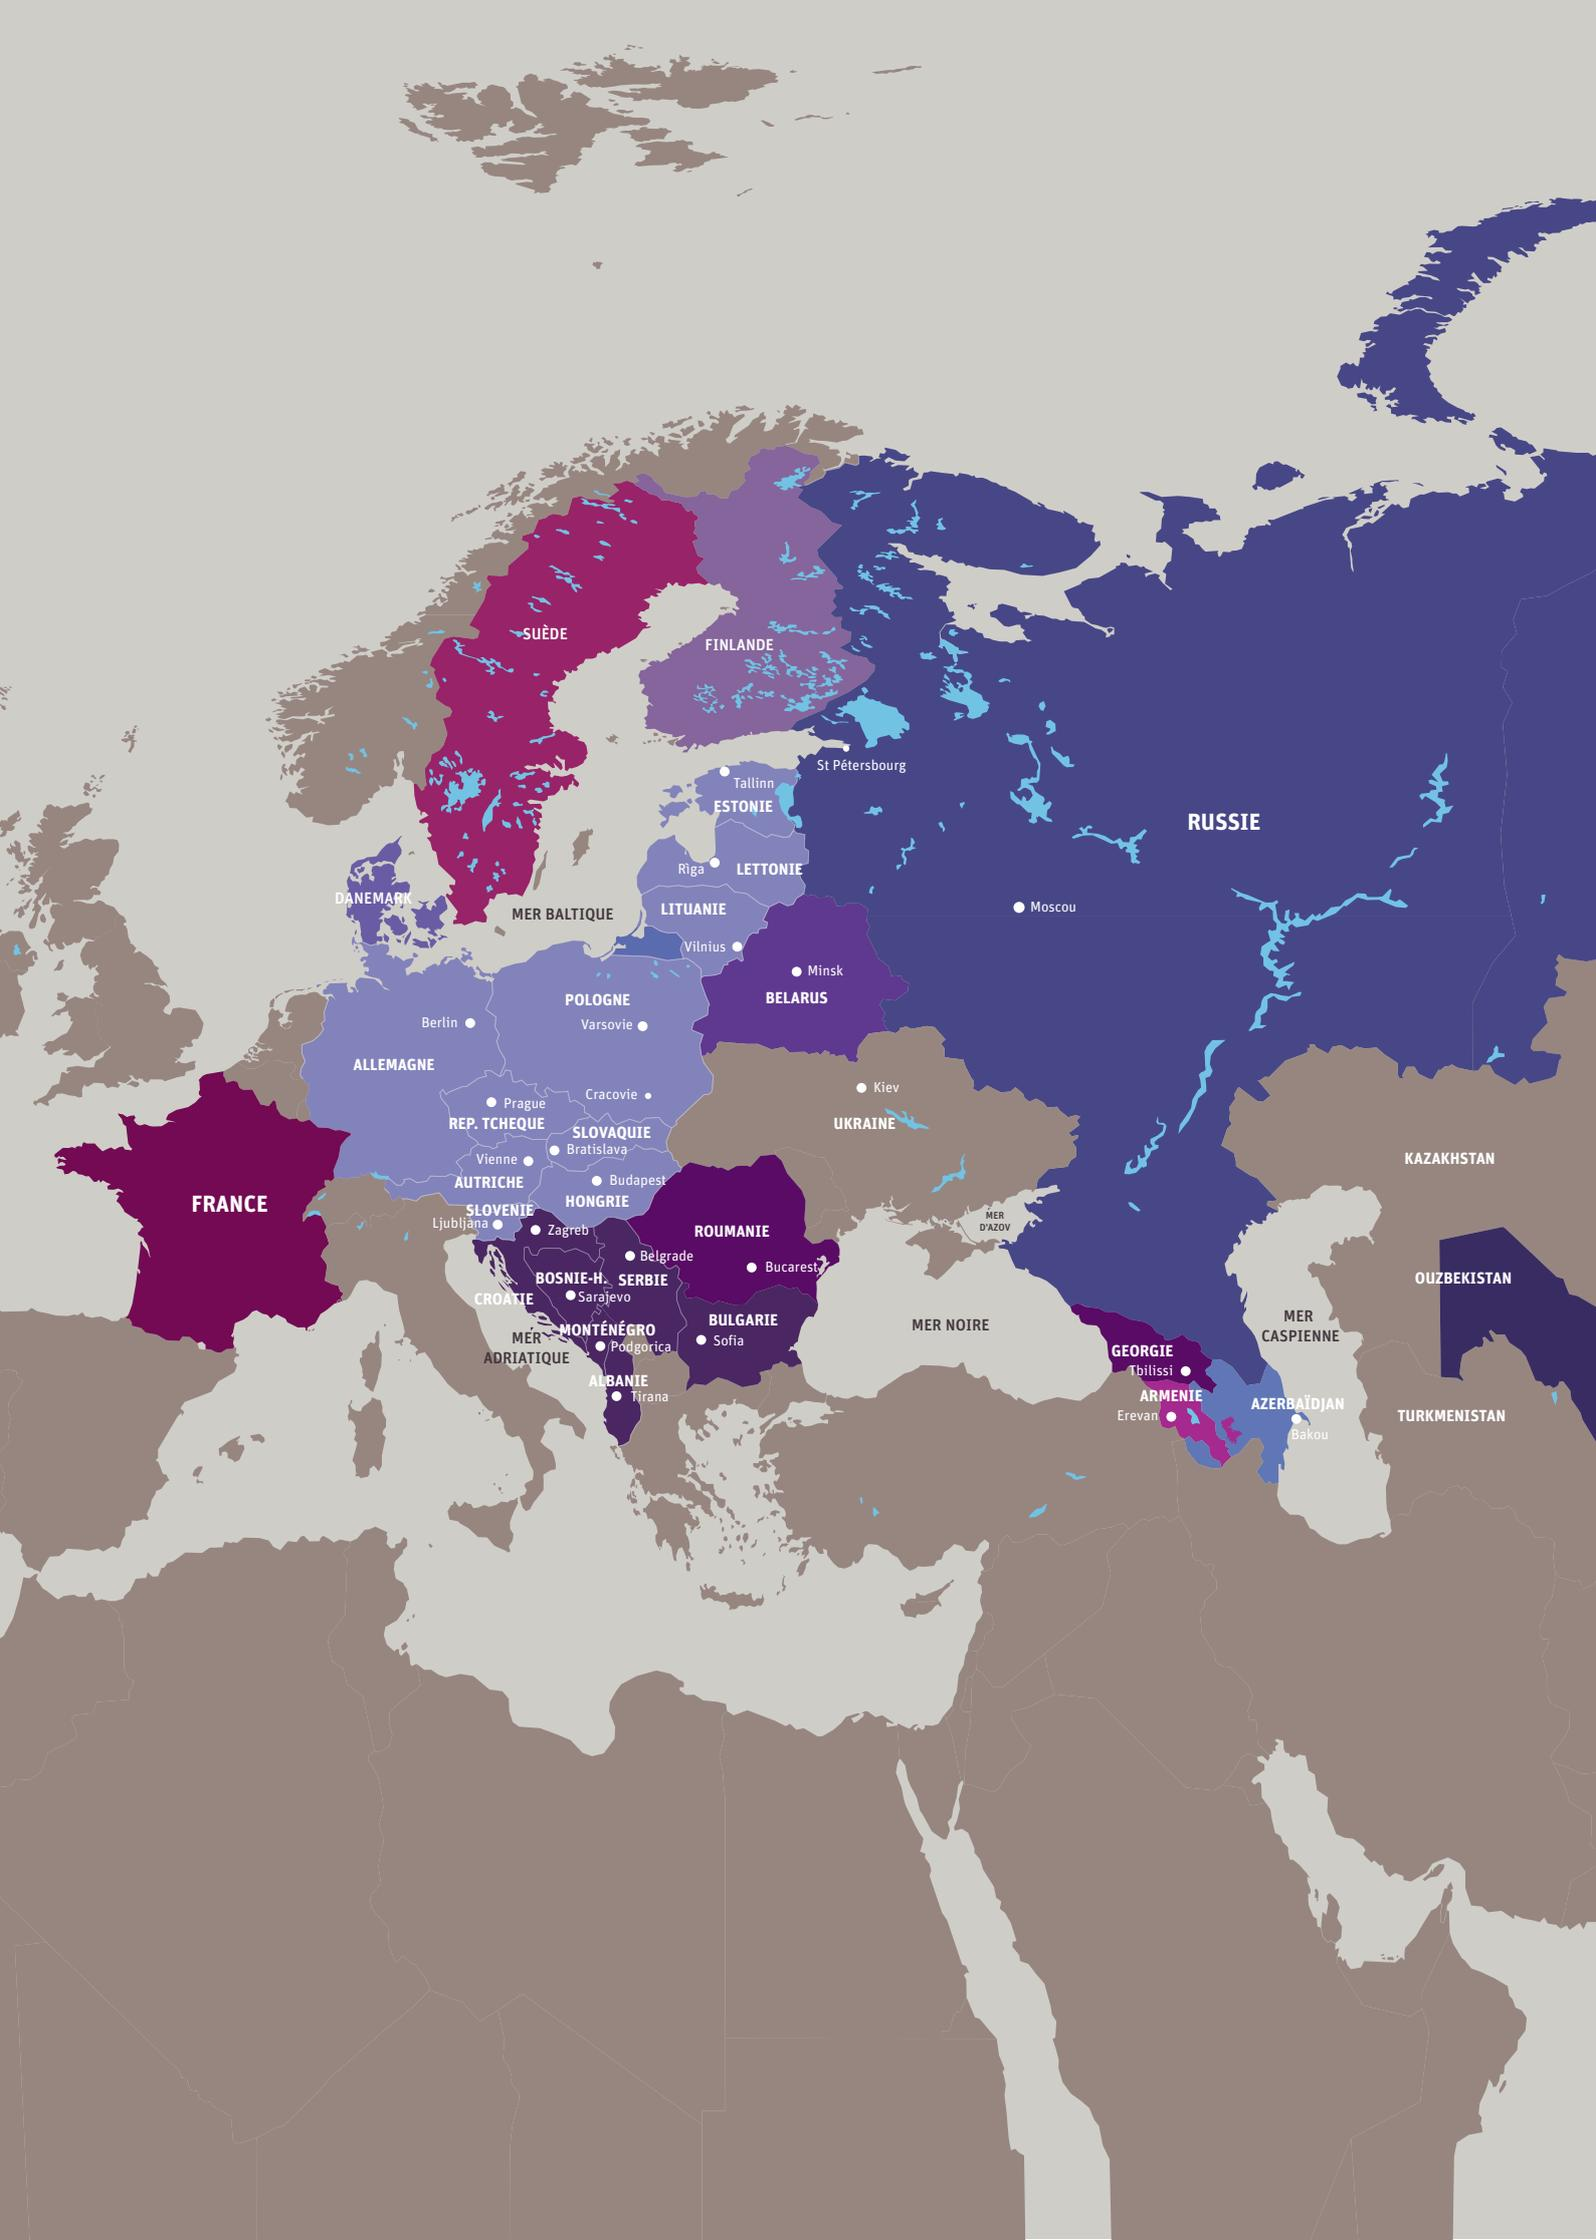 SUÈDE
FINLANDE
St Pétersbourg
Tallinn
ESTONIE
RUSSIE
Rìga
LETTONIE
DANEMARK
MER BALTIQUE
LITUANIE
Moscou
Vilnius
Minsk
BELARUS
POLOGNE
Berlin
Varsovie
ALLEMAGNE
Kiev
Cracovie
Prague
REP. TCHEQUE
UKRAINE
SLOVAQUIE
Bratislava
Vienne
KAZAKHSTAN
AUTRICHE
Budapest
HONGRIE
FRANCE
SLOVENIE
Ljubljana
Zagreb
MER
D'AZOV
ROUMANIE
Belgrade
Bucarest
BOSNIE-H.
SERBIE
OUZBEKISTAN
Sarajevo
CROATIE
MER
CASPIENNE
BULGARIE
MER NOIRE
MONTÉNÉGRO
Podgorica
Sofia
MER
ADRIATIQUE
GEORGIE
Tbilissi
ALBANIE
Tirana
ARMENIE
Erevan
AZERBAÏDJAN
Bakou
TURKMENISTAN